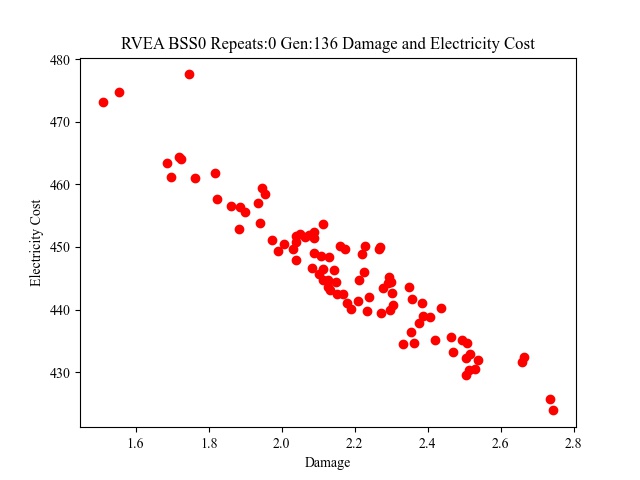 RVEA BSS0 Repeats:0 Gen:136 Damage and Electricity Cost
480
470
460
450
440
430
Electricity Cost
1.6 1.8 2.0 2.2 2.4 2.6 2.8
Damage